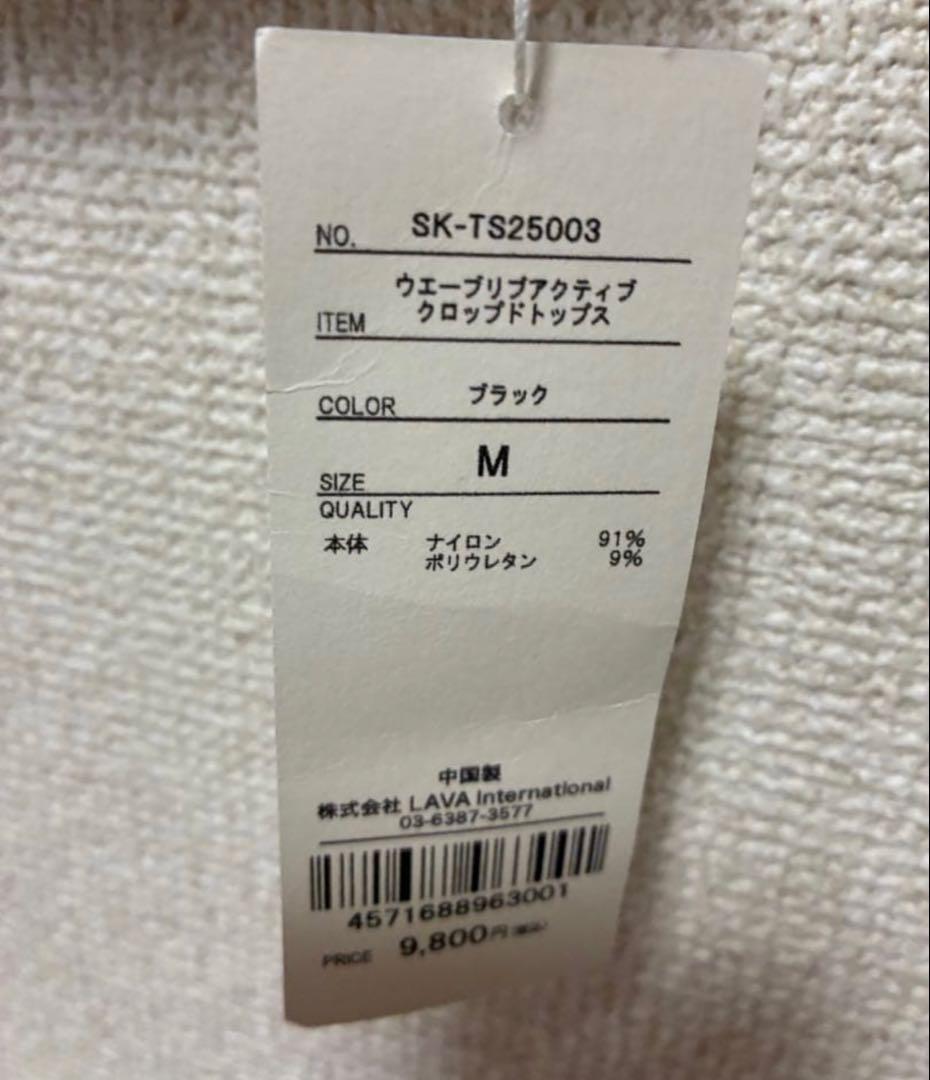 NO. SK-TS25003
ウエーブリブアクティブ
クロップドトップス
ITEM
COLOR ブラック
SIZE M
QUALITY
本体 ナイロン 91%
ポリウレタン 9%
中国製
株式会社 LAVA International
03-6387-3577
4571688963001
PRICE 9,800円(税込)